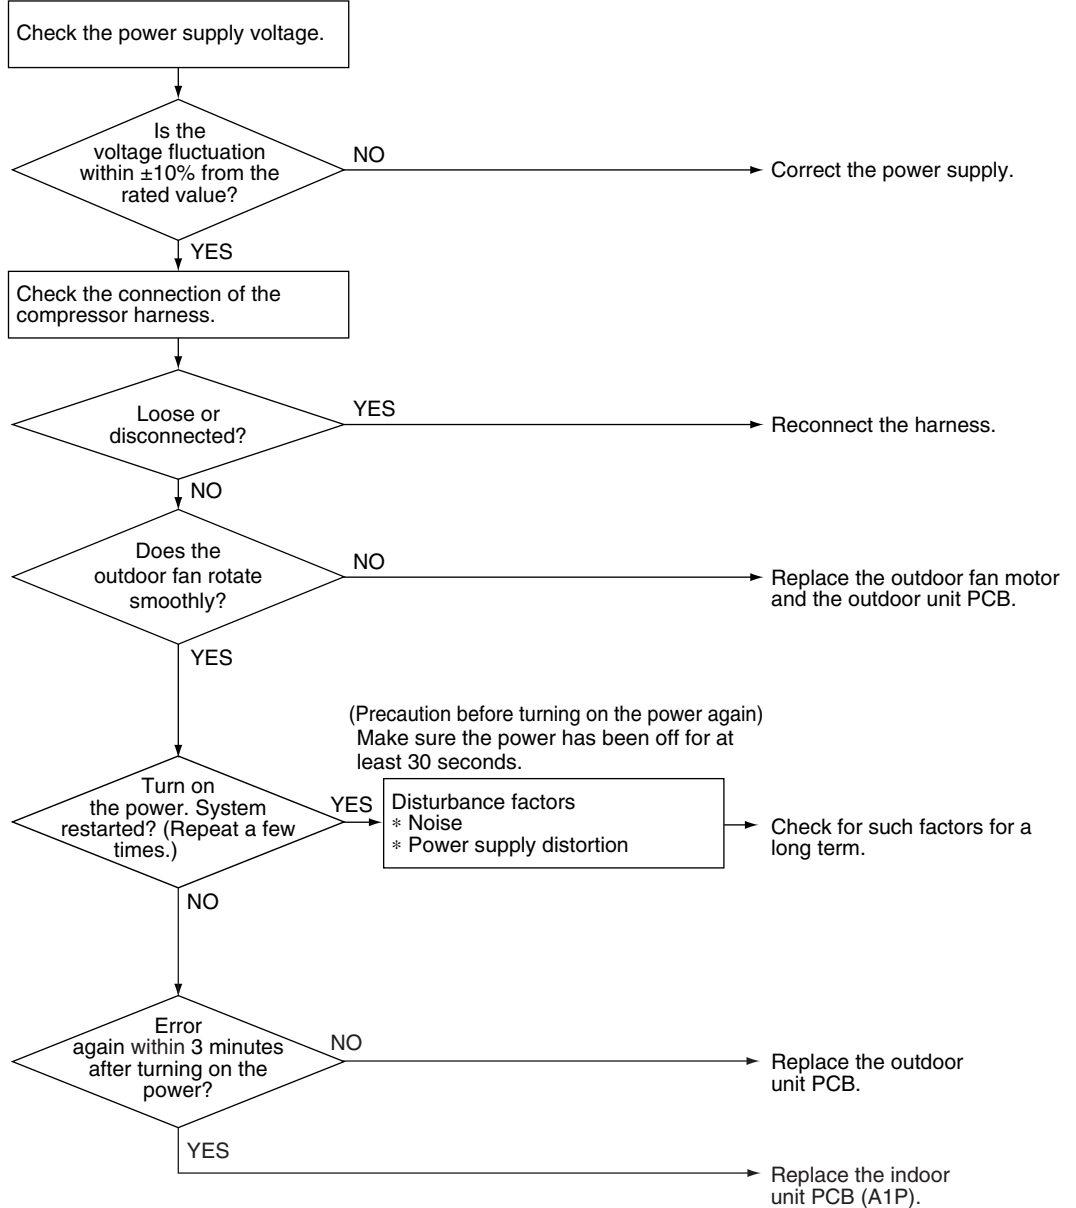 Check the power supply voltage.
Is the
voltage fluctuation
within ±10% from the
rated value?
NO
Correct the power supply.
YES
Check the connection of the
compressor harness.
Loose or
disconnected?
YES
Reconnect the harness.
NO
Does the
outdoor fan rotate
smoothly?
NO
Replace the outdoor fan motor
and the outdoor unit PCB.
YES
(Precaution before turning on the power again)
Make sure the power has been off for at
least 30 seconds.
Turn on
the power. System
restarted? (Repeat a few
times.)
YES
Disturbance factors
* Noise
* Power supply distortion
Check for such factors for a
long term.
NO
Error
again within 3 minutes
after turning on the
power?
NO
Replace the outdoor
unit PCB.
YES
Replace the indoor
unit PCB (A1P).